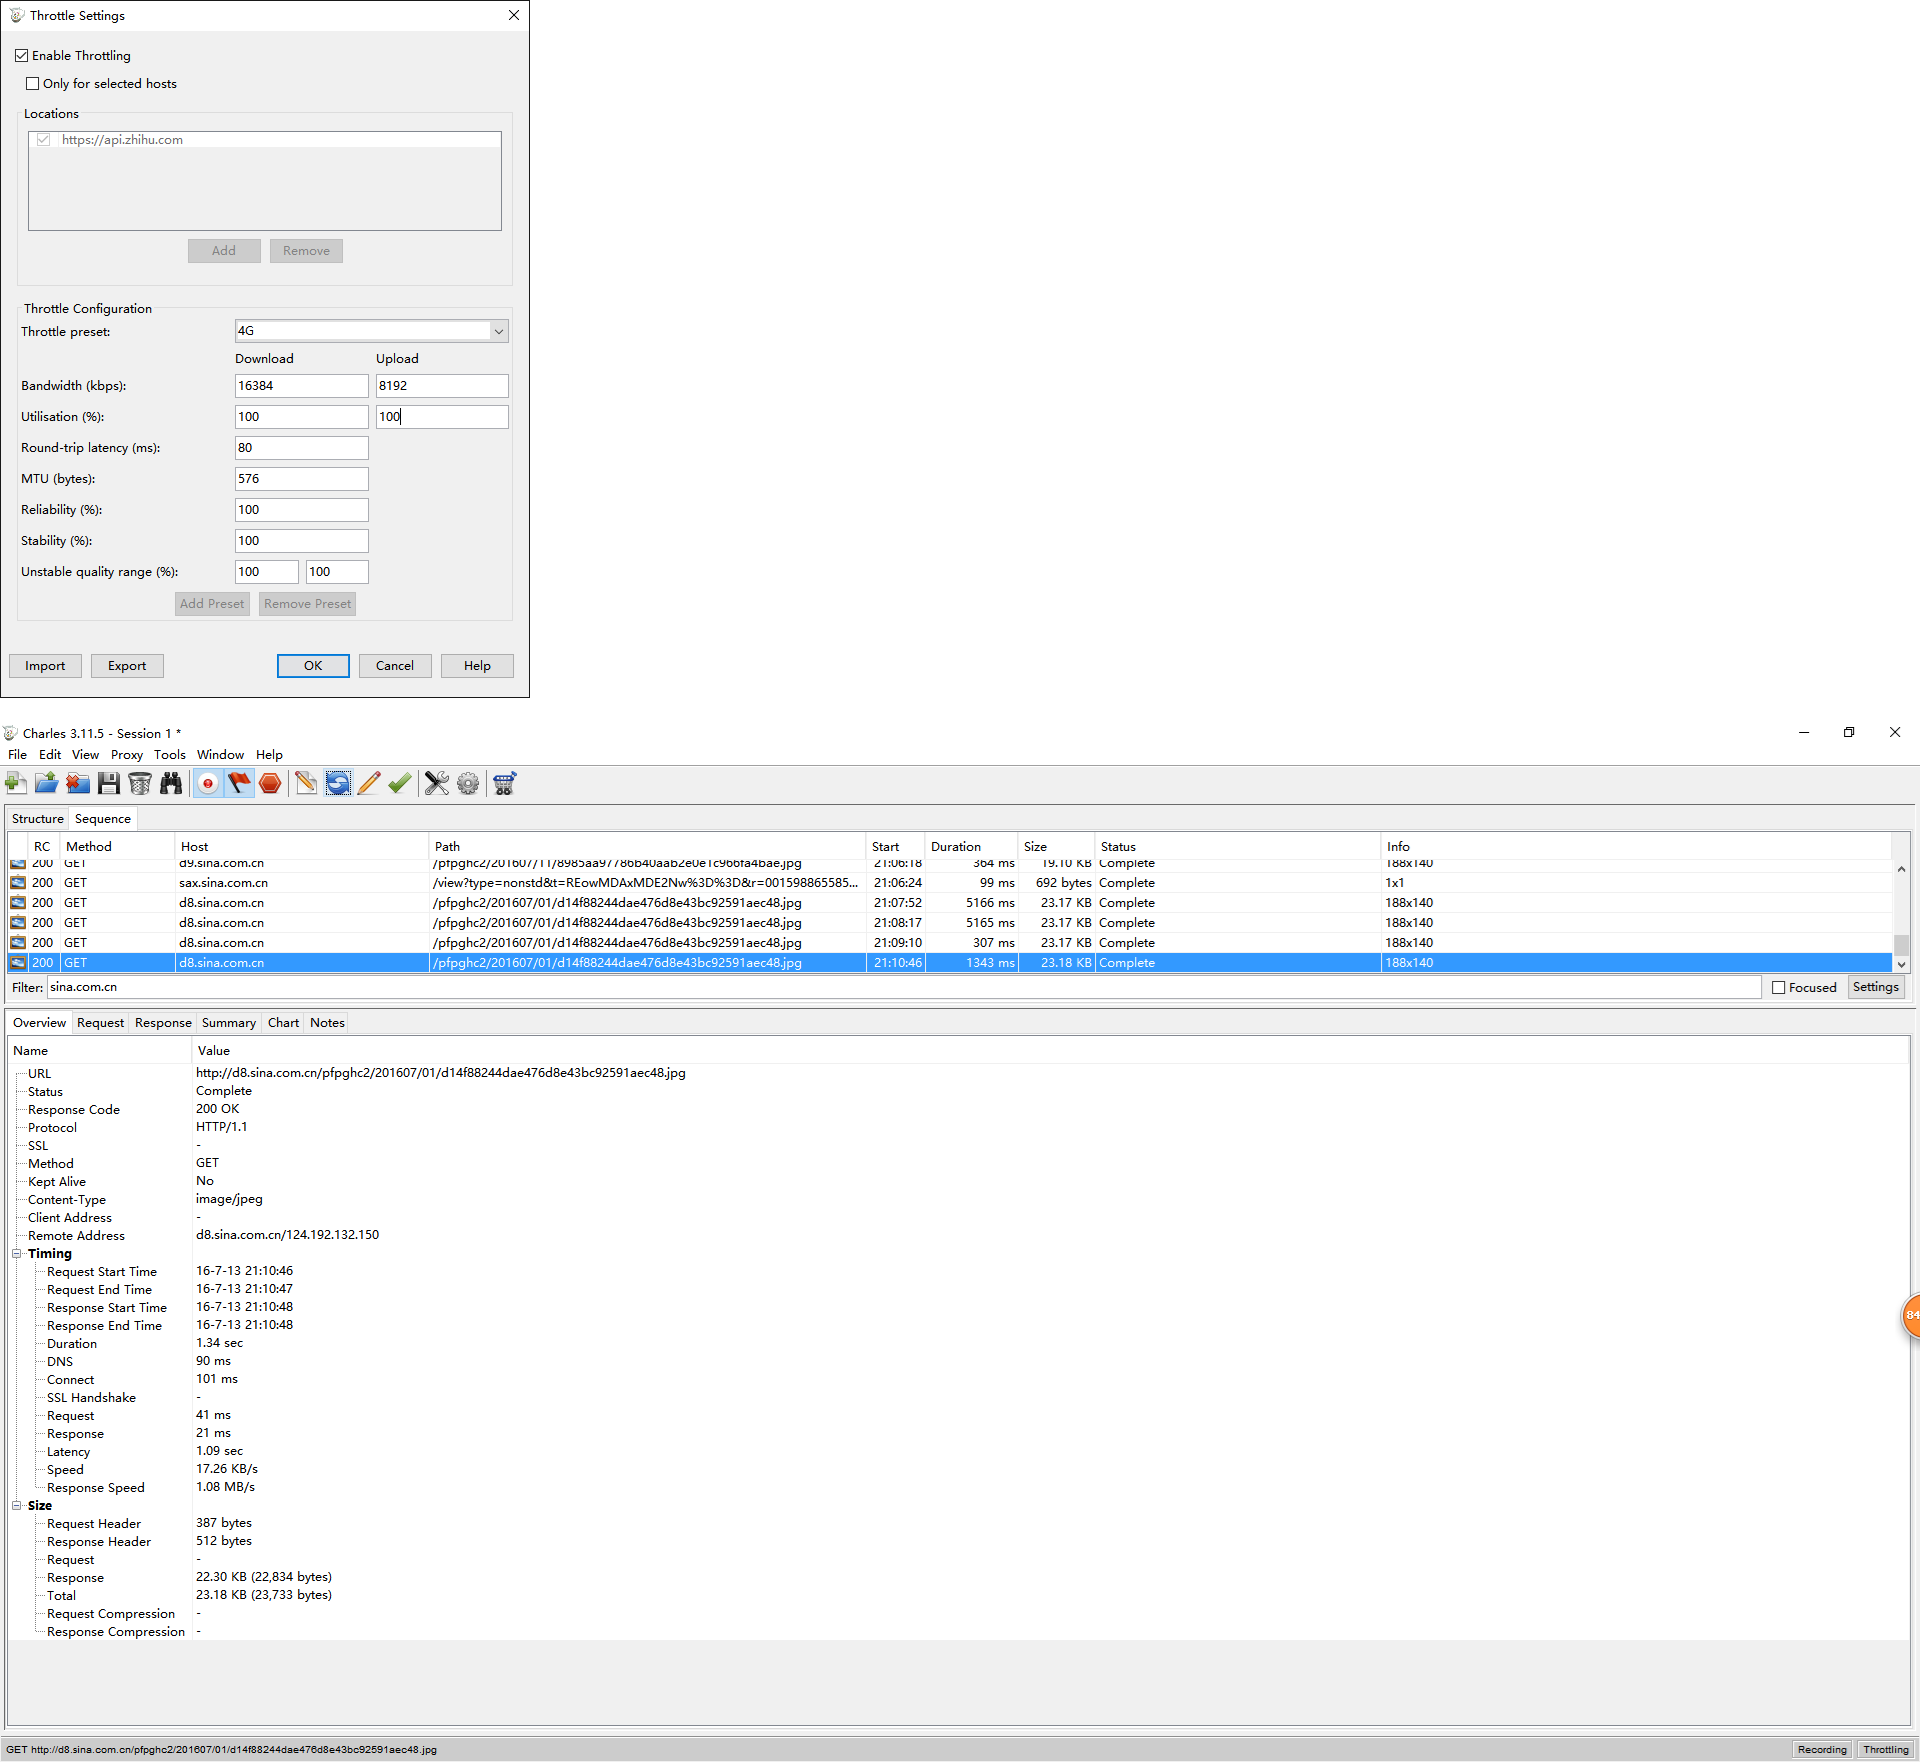 Throttle Settings
Enable Throttling
Only for selected hosts
Locations
https://api.zhihu.com
Add Remove
Throttle Configuration
Throttle preset: 4G
Download Upload
Bandwidth (kbps): 16384 8192
Utilisation (%): 100 100
Round-trip latency (ms): 80
MTU (bytes): 576
Reliability (%): 100
Stability (%): 100
Unstable quality range (%): 100 100
Add Preset Remove Preset
Import Export OK Cancel Help
Charles 3.11.5 - Session 1 *
File Edit View Proxy Tools Window Help
Structure Sequence
RC Method Host Path Start Duration Size Status Info
200 GET d9.sina.com.cn /pfpghc2/201607/11/8985aa97786b40aab2e0e1c966fa4bae.jpg 21:06:18 364 ms 19.10 KB Complete 188x140
200 GET sax.sina.com.cn /view?type=nonstd&t=REowMDAxMDE2Nw%3D%3D&r=001598865585... 21:06:24 99 ms 692 bytes Complete 1x1
200 GET d8.sina.com.cn /pfpghc2/201607/01/d14f88244dae476d8e43bc92591aec48.jpg 21:07:52 5166 ms 23.17 KB Complete 188x140
200 GET d8.sina.com.cn /pfpghc2/201607/01/d14f88244dae476d8e43bc92591aec48.jpg 21:08:17 5165 ms 23.17 KB Complete 188x140
200 GET d8.sina.com.cn /pfpghc2/201607/01/d14f88244dae476d8e43bc92591aec48.jpg 21:09:10 307 ms 23.17 KB Complete 188x140
200 GET d8.sina.com.cn /pfpghc2/201607/01/d14f88244dae476d8e43bc92591aec48.jpg 21:10:46 1343 ms 23.18 KB Complete 188x140
Filter: sina.com.cn Focused Settings
Overview Request Response Summary Chart Notes
Name Value
URL http://d8.sina.com.cn/pfpghc2/201607/01/d14f88244dae476d8e43bc92591aec48.jpg
Status Complete
Response Code 200 OK
Protocol HTTP/1.1
SSL -
Method GET
Kept Alive No
Content-Type image/jpeg
Client Address -
Remote Address d8.sina.com.cn/124.192.132.150
Timing
Request Start Time 16-7-13 21:10:46
Request End Time 16-7-13 21:10:47
Response Start Time 16-7-13 21:10:48
Response End Time 16-7-13 21:10:48
Duration 1.34 sec
DNS 90 ms
Connect 101 ms
SSL Handshake -
Request 41 ms
Response 21 ms
Latency 1.09 sec
Speed 17.26 KB/s
Response Speed 1.08 MB/s
Size
Request Header 387 bytes
Response Header 512 bytes
Request -
Response 22.30 KB (22,834 bytes)
Total 23.18 KB (23,733 bytes)
Request Compression -
Response Compression -
84
GET http://d8.sina.com.cn/pfpghc2/201607/01/d14f88244dae476d8e43bc92591aec48.jpg Recording Throttling